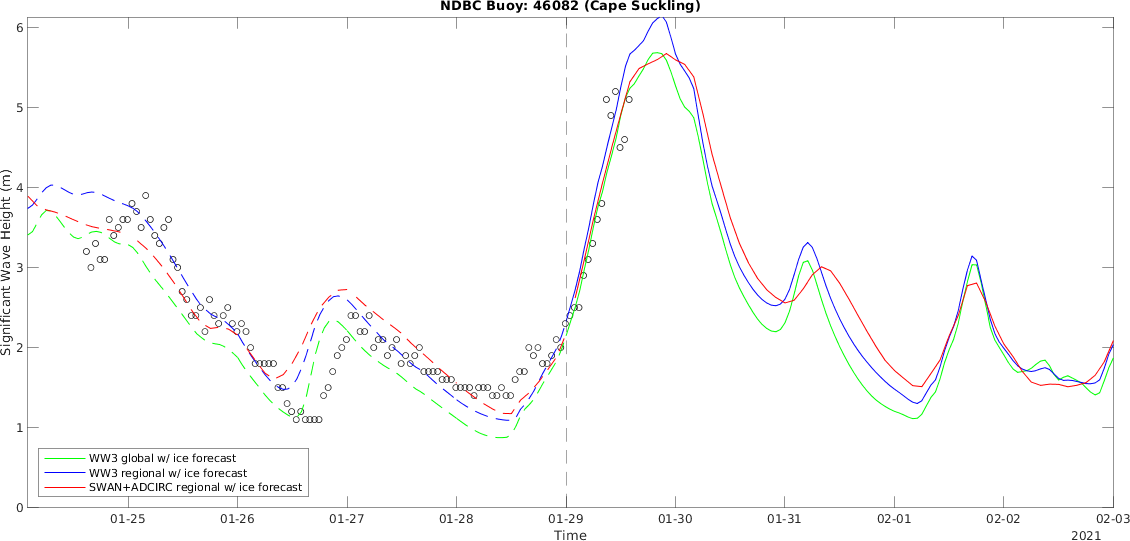 NDBC Buoy: 46082 (Cape Suckling)
Significant Wave Height (m)
6
5
4
3
2
1
0
WW3 global w/ ice forecast
WW3 regional w/ ice forecast
SWAN+ADCIRC regional w/ ice forecast
01-25 01-26 01-27 01-28 01-29 01-30 01-31 02-01 02-02 02-03
Time
2021